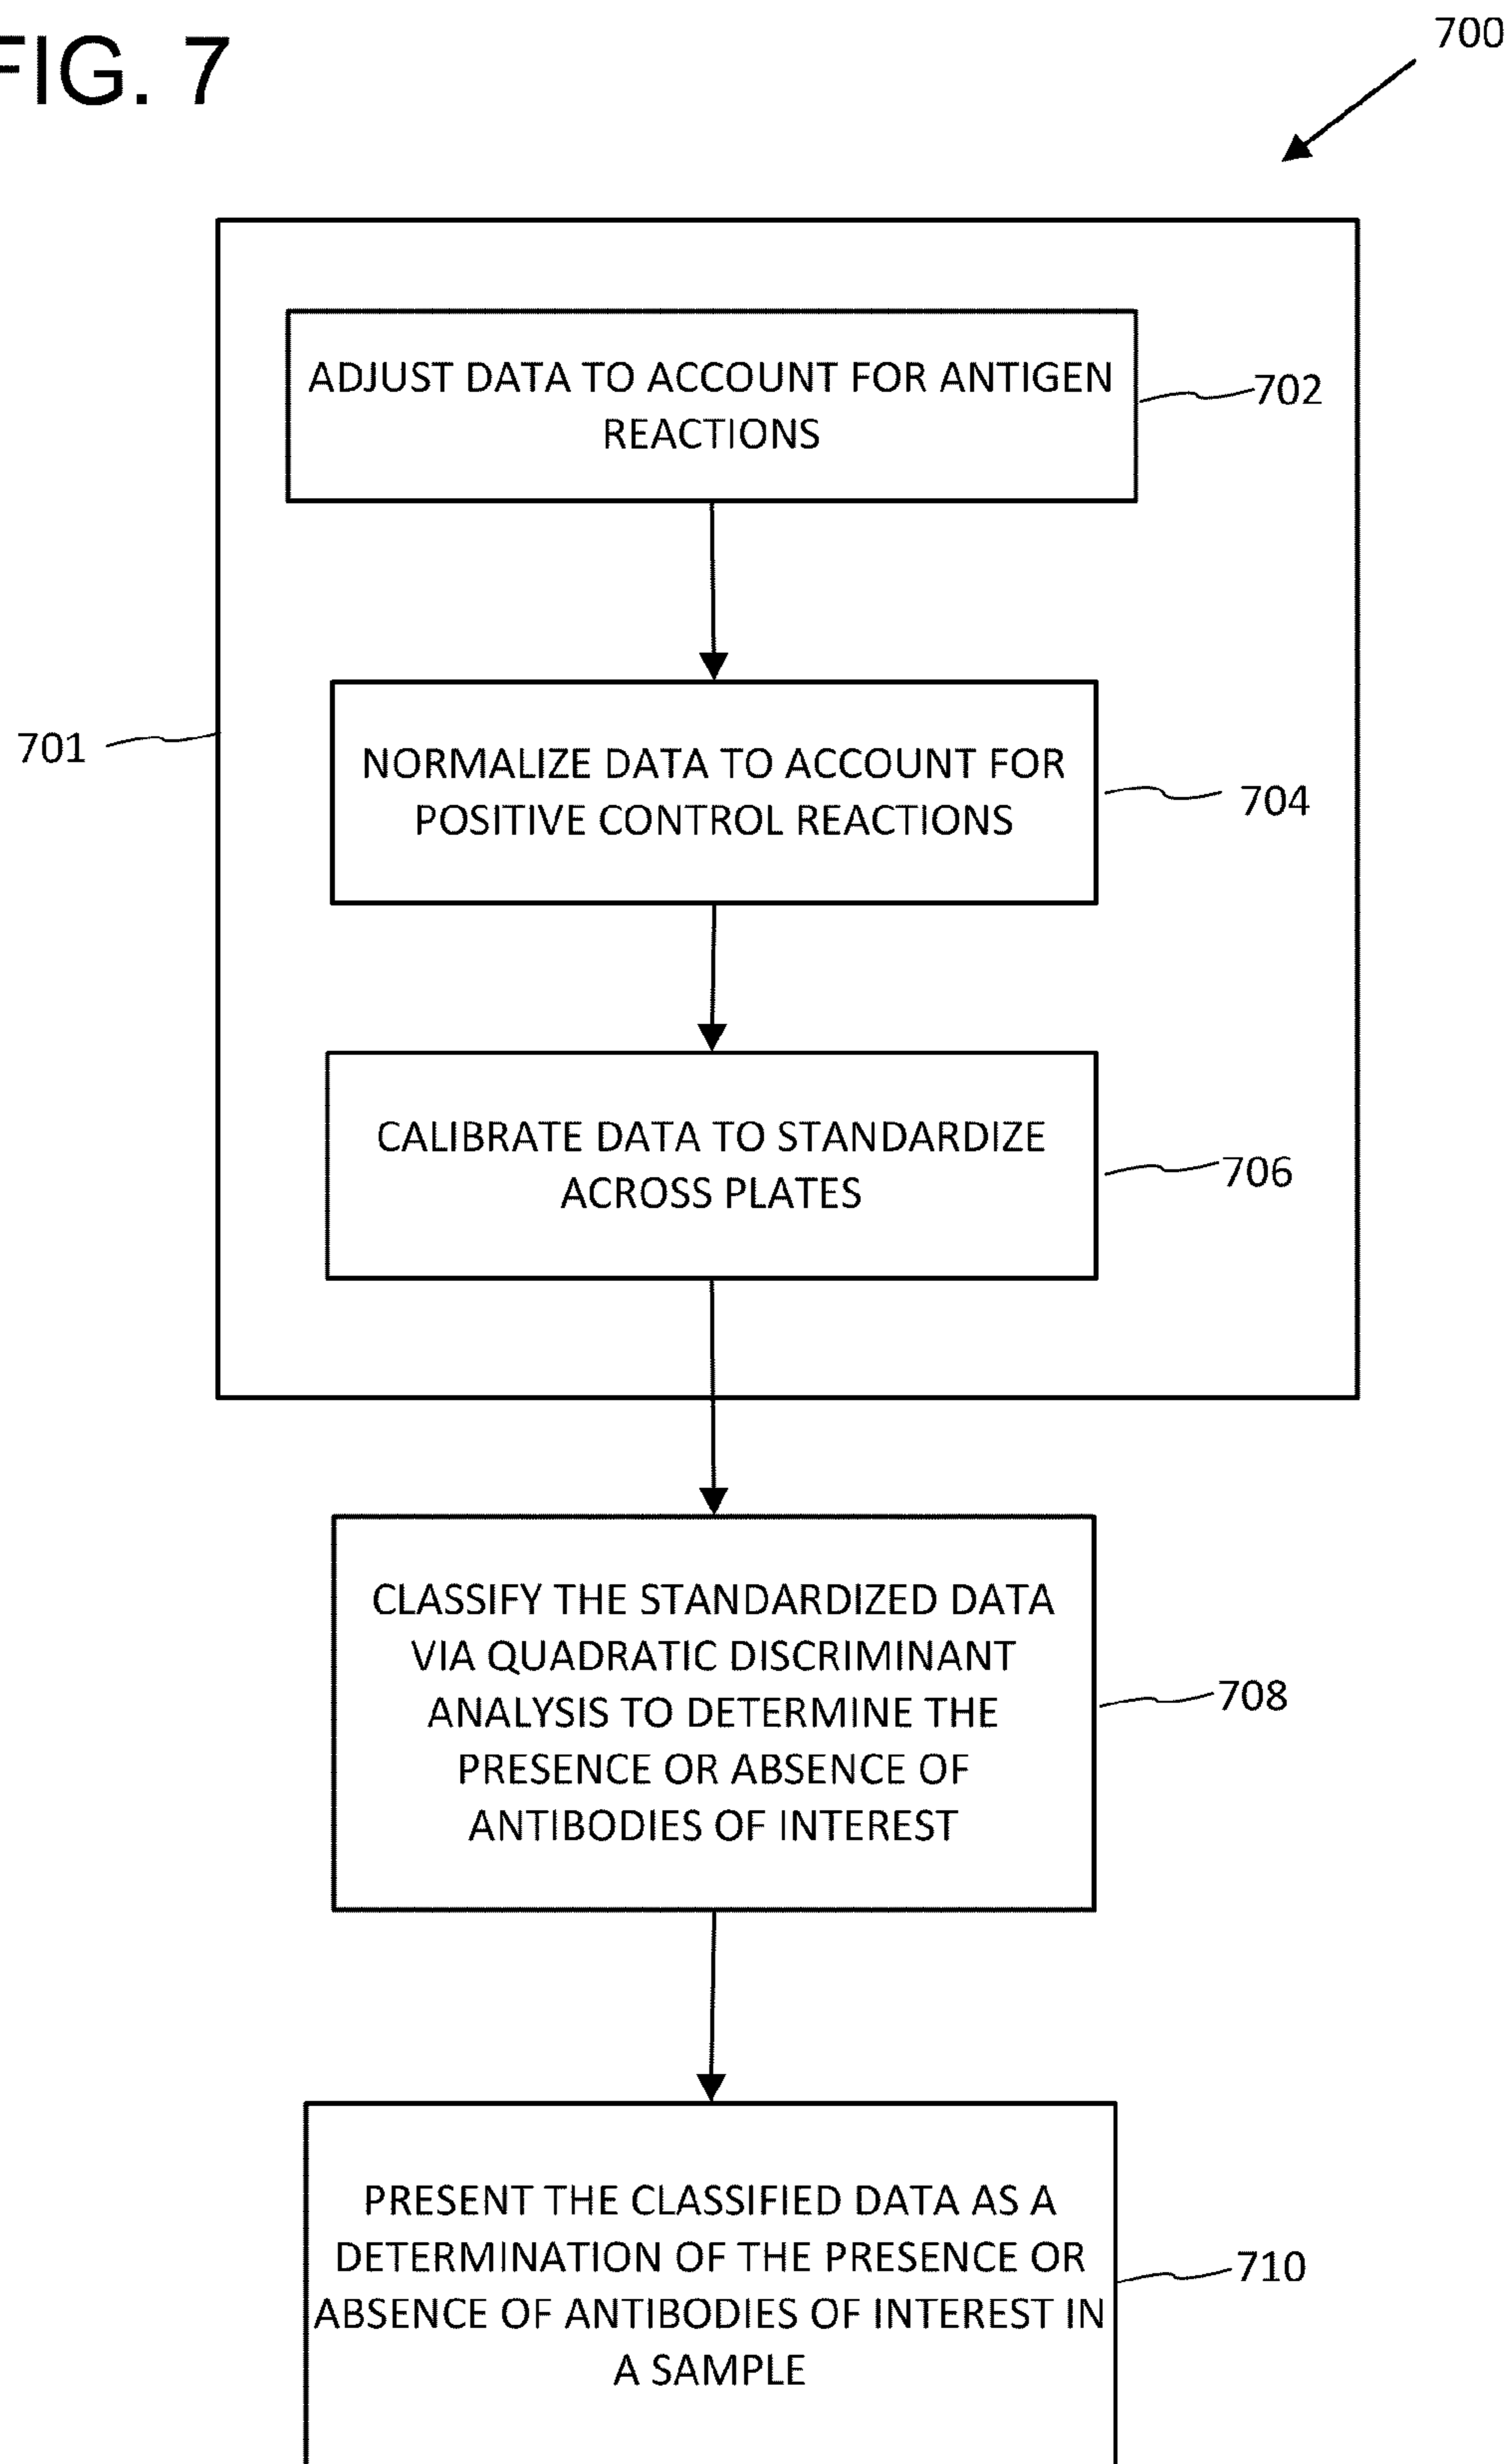 FIG. 7
700
ADJUST DATA TO ACCOUNT FOR ANTIGEN
REACTIONS
702
701
NORMALIZE DATA TO ACCOUNT FOR
POSITIVE CONTROL REACTIONS
704
CALIBRATE DATA TO STANDARDIZE
ACROSS PLATES
706
CLASSIFY THE STANDARDIZED DATA
VIA QUADRATIC DISCRIMINANT
ANALYSIS TO DETERMINE THE
PRESENCE OR ABSENCE OF
ANTIBODIES OF INTEREST
708
PRESENT THE CLASSIFIED DATA AS A
DETERMINATION OF THE PRESENCE OR
ABSENCE OF ANTIBODIES OF INTEREST IN
A SAMPLE
710